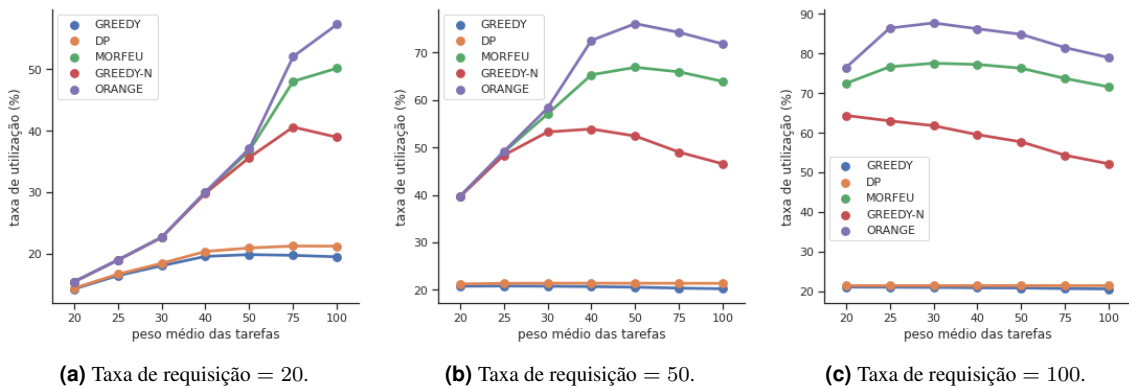 GREEDY
DP
MORFEU
GREEDY-N
ORANGE
taxa de utilização (%)
50
40
30
20
20 25 30 40 50 75 100
peso médio das tarefas
(a) Taxa de requisição = 20.
GREEDY
DP
MORFEU
GREEDY-N
ORANGE
taxa de utilização (%)
70
60
50
40
30
20
20 25 30 40 50 75 100
peso médio das tarefas
(b) Taxa de requisição = 50.
90
80
70
60
50
40
30
20
taxa de utilização (%)
GREEDY
DP
MORFEU
GREEDY-N
ORANGE
20 25 30 40 50 75 100
peso médio das tarefas
(c) Taxa de requisição = 100.